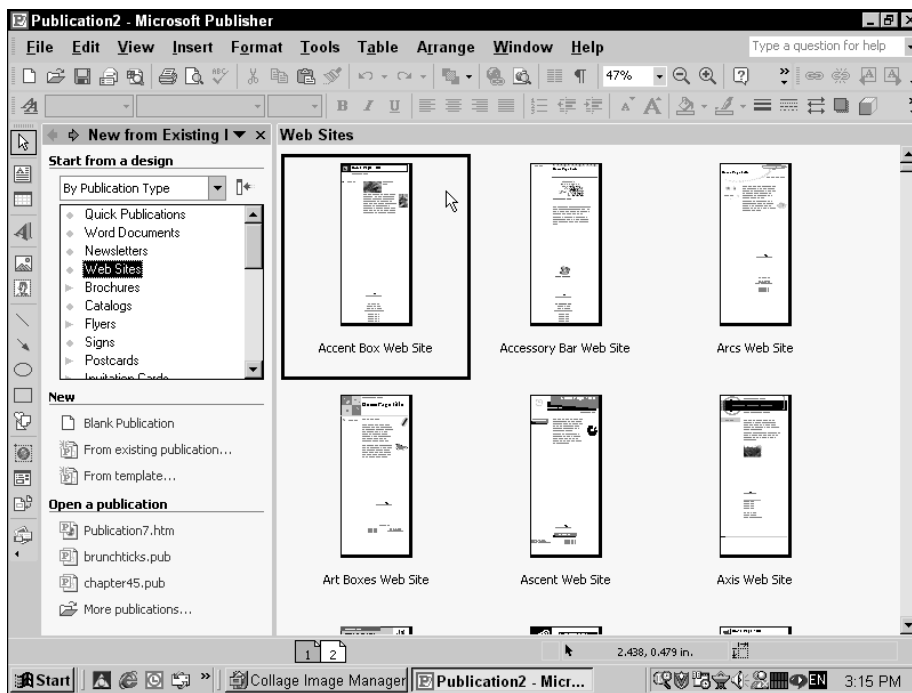 Publication2 - Microsoft Publisher
File Edit View Insert Format Tools Table Arrange Window Help
Type a question for help
47%
B I U
New from Existing
Web Sites
Start from a design
By Publication Type
Quick Publications
Word Documents
Newsletters
Web Sites
Brochures
Catalogs
Flyers
Signs
Postcards
Invitation Cards
Accent Box Web Site
Accessory Bar Web Site
Arcs Web Site
New
Blank Publication
From existing publication...
From template...
Open a publication
Publication7.htm
brunchticks.pub
chapter45.pub
More publications...
Art Boxes Web Site
Ascent Web Site
Axis Web Site
1 2
2.438, 0.479 in.
Start
Collage Image Manager
Publication2 - Micr...
EN
3:15 PM